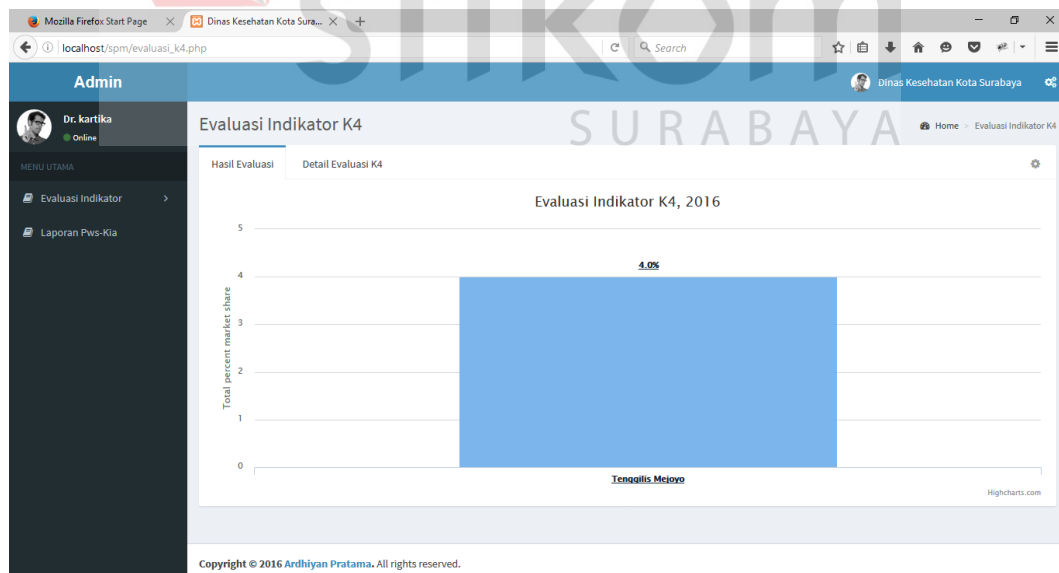 Mozilla Firefox Start Page
Dinas Kesehatan Kota Sura...
localhost/spm/evaluasi_k4.php
Search
stikom
SURABAYA
Admin
Dinas Kesehatan Kota Surabaya
Dr. kartika
Online
Evaluasi Indikator K4
Home > Evaluasi Indikator K4
MENU UTAMA
Evaluasi Indikator
Laporan Pws-Kia
Hasil Evaluasi
Detail Evaluasi K4
Evaluasi Indikator K4, 2016
Total percent market share
5
4
3
2
1
0
4.0%
Tenggilis Mejoyo
Highcharts.com
Copyright © 2016 Ardhiyan Pratama. All rights reserved.